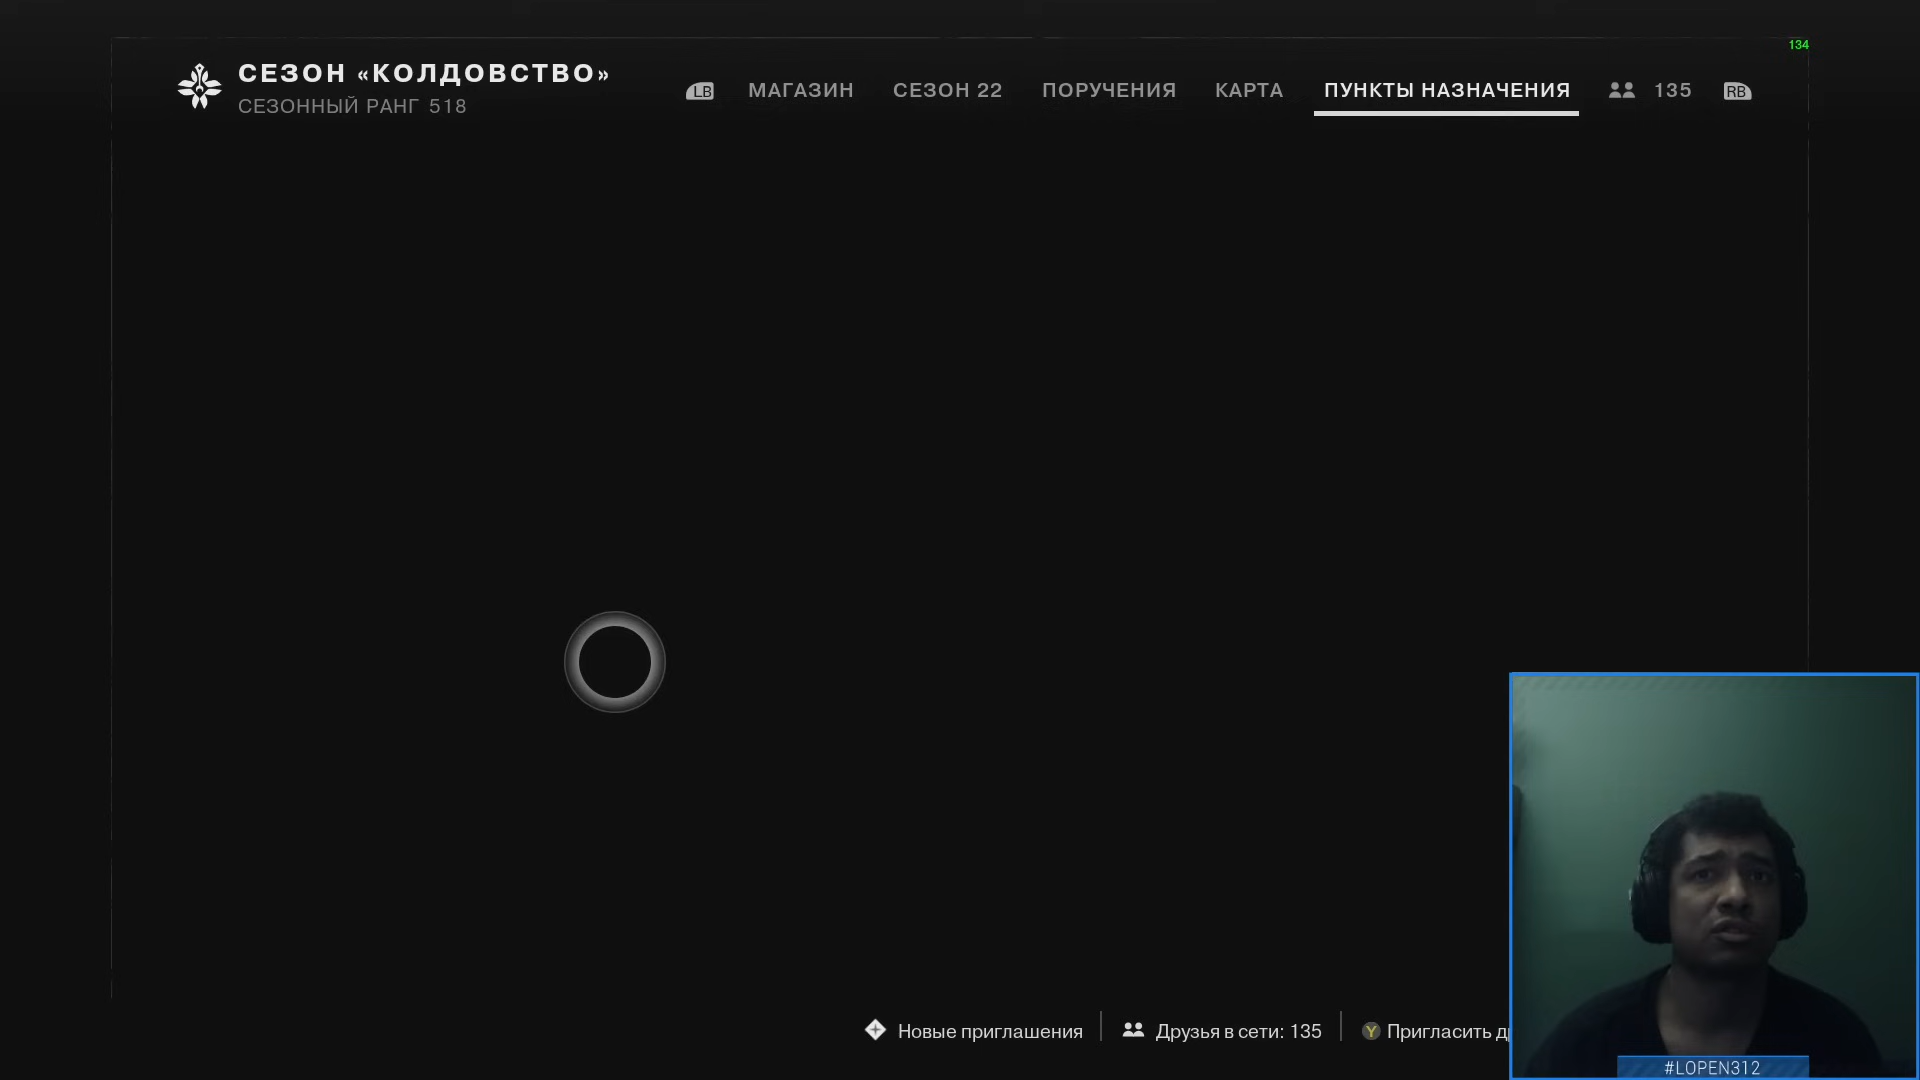 134
СЕЗОН «КОЛДОВСТВО»
СЕЗОННЫЙ РАНГ 518
LB МАГАЗИН СЕЗОН 22 ПОРУЧЕНИЯ КАРТА ПУНКТЫ НАЗНАЧЕНИЯ 135 RB
Новые приглашения Друзья в сети: 135 Y Пригласить
#LOPEN312